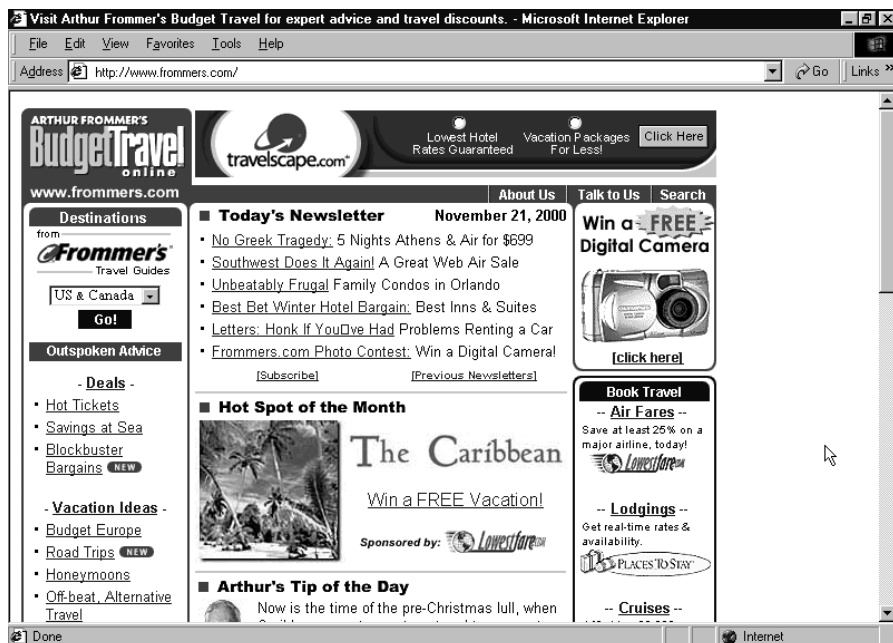 Visit Arthur Frommer's Budget Travel for expert advice and travel discounts. - Microsoft Internet Explorer
File Edit View Favorites Tools Help
Address http://www.frommers.com/ Go Links »
ARTHUR FROMMER'S
BudgetTravel
online
www.frommers.com
travelscape.com
Lowest Hotel
Rates Guaranteed
Vacation Packages
For Less!
Click Here
About Us Talk to Us Search
Destinations
from
Frommer's
Travel Guides
US & Canada
Go!
Outspoken Advice
- Deals -
Hot Tickets
Savings at Sea
Blockbuster
Bargains NEW
- Vacation Ideas -
Budget Europe
Road Trips NEW
Honeymoons
Off-beat, Alternative
Travel
Today's Newsletter November 21, 2000
No Greek Tragedy: 5 Nights Athens & Air for $699
Southwest Does It Again! A Great Web Air Sale
Unbeatably Frugal Family Condos in Orlando
Best Bet Winter Hotel Bargain: Best Inns & Suites
Letters: Honk If You□ve Had Problems Renting a Car
Frommers.com Photo Contest: Win a Digital Camera!
[Subscribe] [Previous Newsletters]
Hot Spot of the Month
The Caribbean
Win a FREE Vacation!
Sponsored by: Lowestfare.com
Arthur's Tip of the Day
Now is the time of the pre-Christmas lull, when
Win a FREE
Digital Camera
[click here]
Book Travel
-- Air Fares --
Save at least 25% on a
major airline, today!
Lowestfare.com
-- Lodgings --
Get real-time rates &
availability.
PLACES TO STAY
-- Cruises --
Done Internet